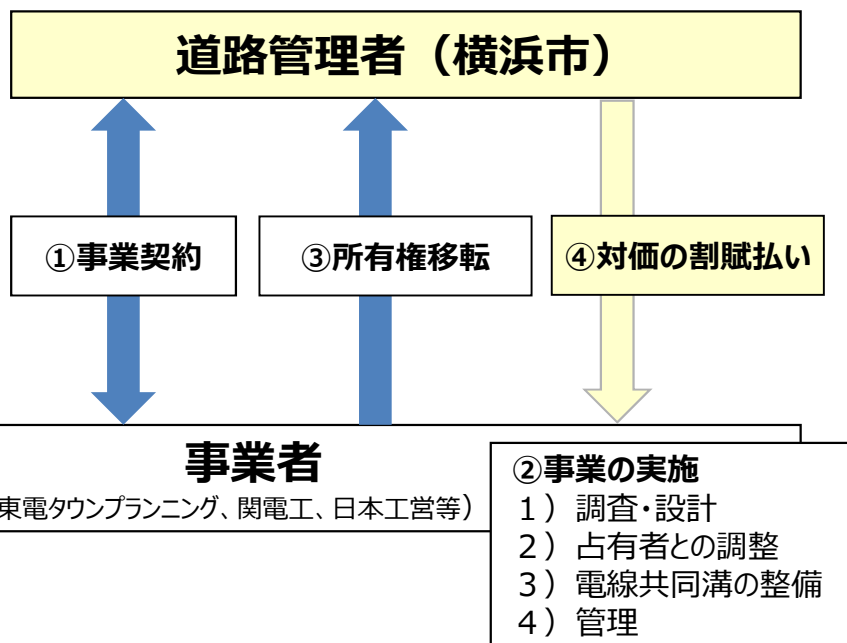 道路管理者（横浜市）
①事業契約
③所有権移転
④対価の割賦払い
事業者
東電タウンプランニング、関電工、日本工営等）
②事業の実施
１）調査・設計
２）占有者との調整
３）電線共同溝の整備
４）管理